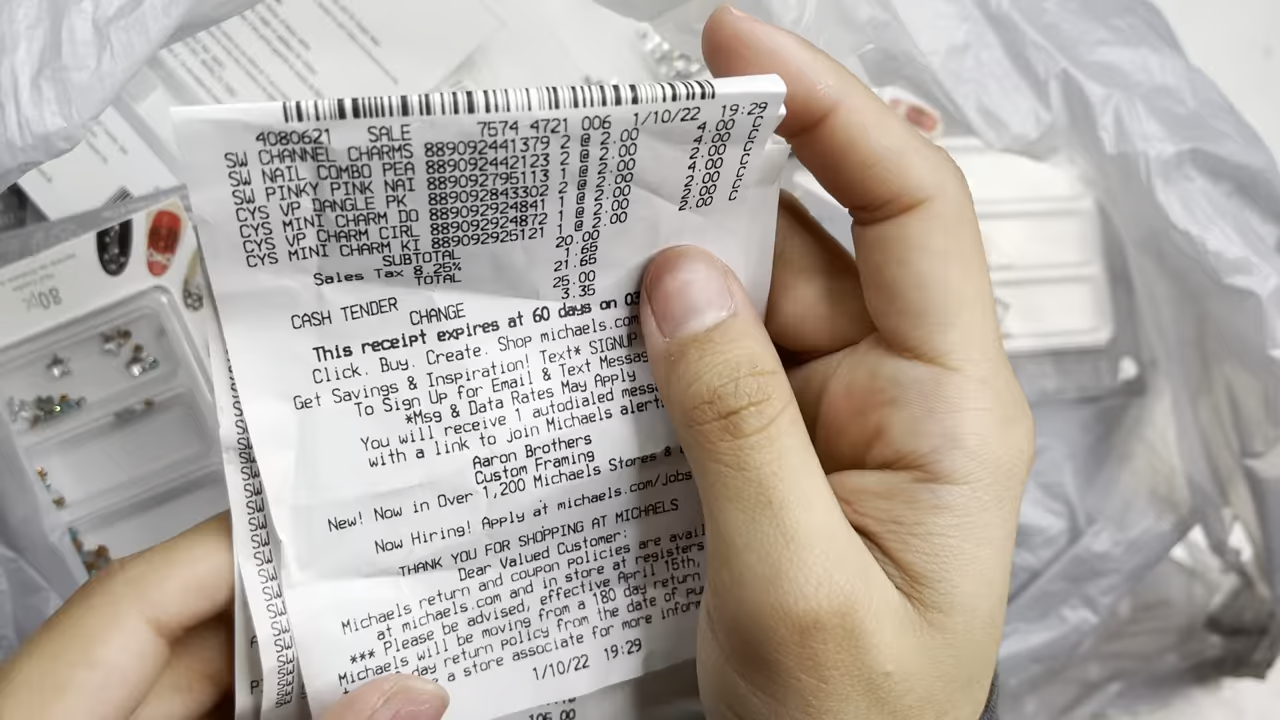 4080621 SALE 7574 4721 006 1/10/22 19:29
SW CHANNEL CHARMS 889092441379 2 @ 2.00 4.00 C
SW NAIL COMBO PEA 889092442123 2 @ 2.00 4.00 C
SW PINKY PINK NAI 889092795113 1 @ 2.00 2.00 C
CYS VP DANGLE PK 889092843302 2 @ 2.00 4.00 C
CYS MINI CHARM DO 889092924841 1 @ 2.00 2.00 C
CYS VP CHARM CIRL 889092924872 1 @ 2.00 2.00 C
CYS MINI CHARM KI 889092925121 1 @ 2.00 2.00 C
SUBTOTAL 20.00
Sales Tax 8.25% 1.65
TOTAL 21.65
CASH TENDER 25.00
CHANGE 3.35
This receipt expires at 60 days on 03
Click. Buy. Create. Shop michaels.com
Get Savings & Inspiration! Text* SIGNUP
To Sign Up for Email & Text Messag
*Msg & Data Rates May Apply
You will receive 1 autodialed messa
with a link to join Michaels alert
Aaron Brothers
Custom Framing
New! Now in Over 1,200 Michaels Stores &
Now Hiring! Apply at michaels.com/jobs
THANK YOU FOR SHOPPING AT MICHAELS
Dear Valued Customer:
Michaels return and coupon policies are avail
at michaels.com and in store at registers
*** Please be advised, effective April 15th,
Michaels will be moving from a 180 day return
day return policy from the date of pu
a store associate for more inform
1/10/22 19:29
80pc
106.00